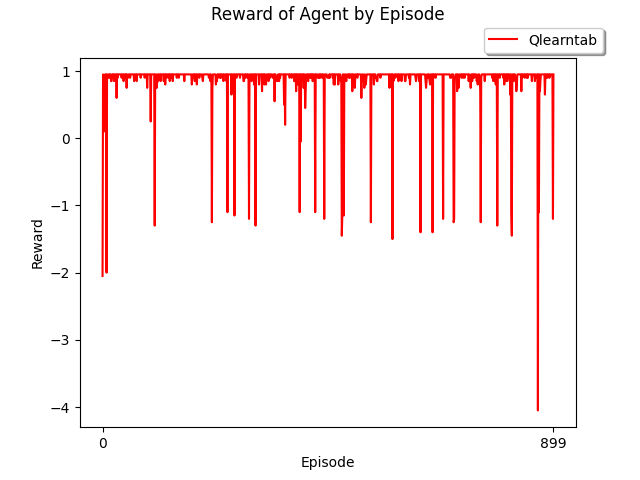 Reward of Agent by Episode
Qlearntab
1
0
−1
−2
−3
−4
Reward
0
899
Episode